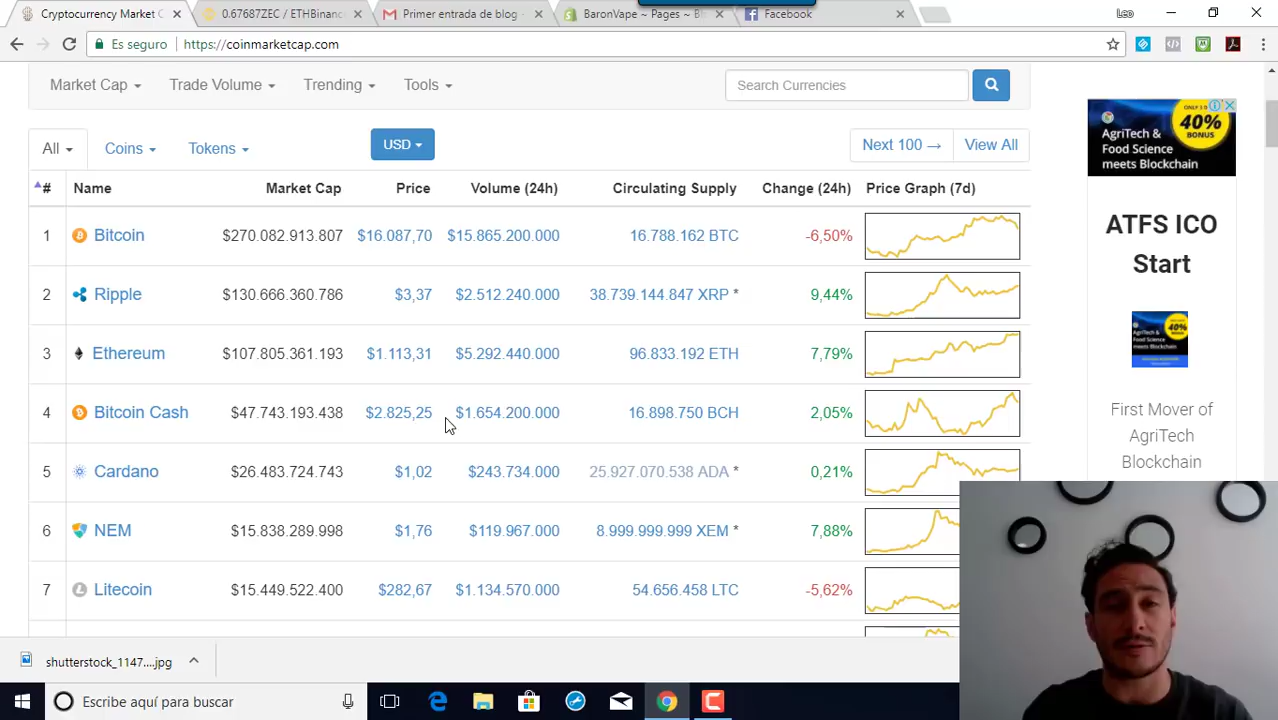 Cryptocurrency Market C
0.67687ZEC / ETHBinanc
Primer entrada de blog -
BaronVape ~ Pages ~ B
Facebook
Leo
Es seguro
https://coinmarketcap.com
Market Cap
Trade Volume
Trending
Tools
Search Currencies
All
Coins
Tokens
USD
Next 100 →
View All
# Name Market Cap Price Volume (24h) Circulating Supply Change (24h) Price Graph (7d)
1 Bitcoin $270.082.913.807 $16.087,70 $15.865.200.000 16.788.162 BTC -6,50%
2 Ripple $130.666.360.786 $3,37 $2.512.240.000 38.739.144.847 XRP * 9,44%
3 Ethereum $107.805.361.193 $1.113,31 $5.292.440.000 96.833.192 ETH 7,79%
4 Bitcoin Cash $47.743.193.438 $2.825,25 $1.654.200.000 16.898.750 BCH 2,05%
5 Cardano $26.483.724.743 $1,02 $243.734.000 25.927.070.538 ADA * 0,21%
6 NEM $15.838.289.998 $1,76 $119.967.000 8.999.999.999 XEM * 7,88%
7 Litecoin $15.449.522.400 $282,67 $1.134.570.000 54.656.458 LTC -5,62%
40%
BONUS
AgriTech &
Food Science
meets Blockchain
ATFS ICO
Start
First Mover of
AgriTech
Blockchain
shutterstock_1147....jpg
Escribe aquí para buscar